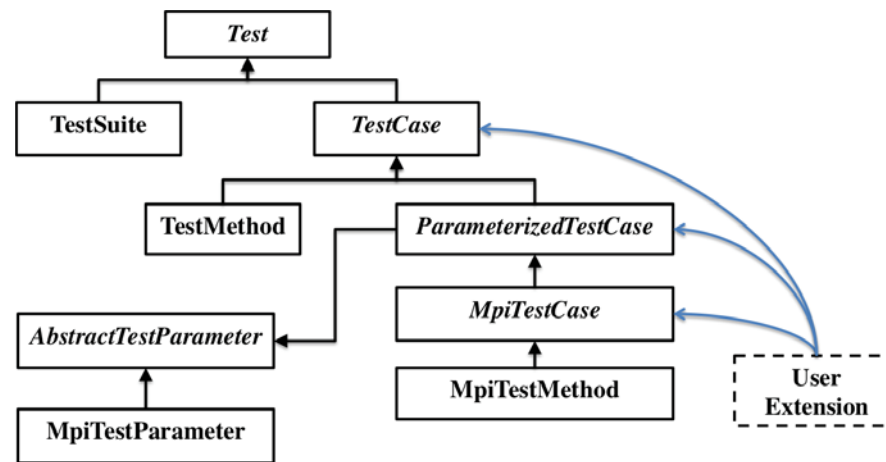 Test
TestSuite
TestCase
TestMethod
ParameterizedTestCase
AbstractTestParameter
MpiTestCase
MpiTestParameter
MpiTestMethod
User
Extension